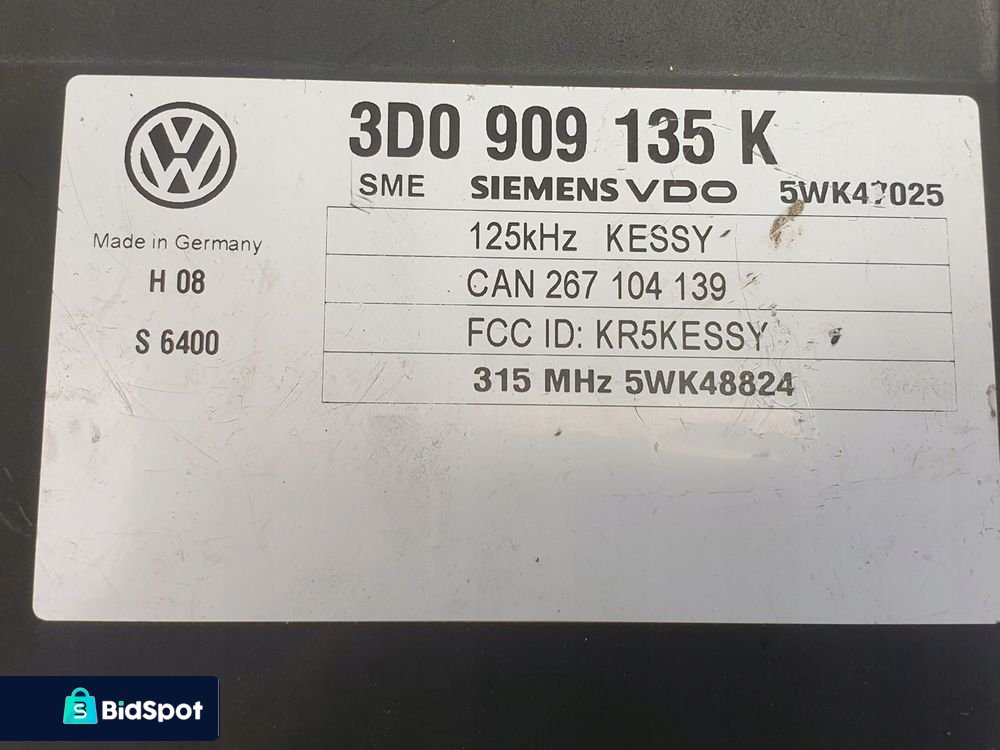 3D0 909 135 K
SME SIEMENS VDO 5WK47025
Made in Germany
125kHz KESSY
H 08
CAN 267 104 139
S 6400
FCC ID: KR5KESSY
315 MHz 5WK48824
BidSpot